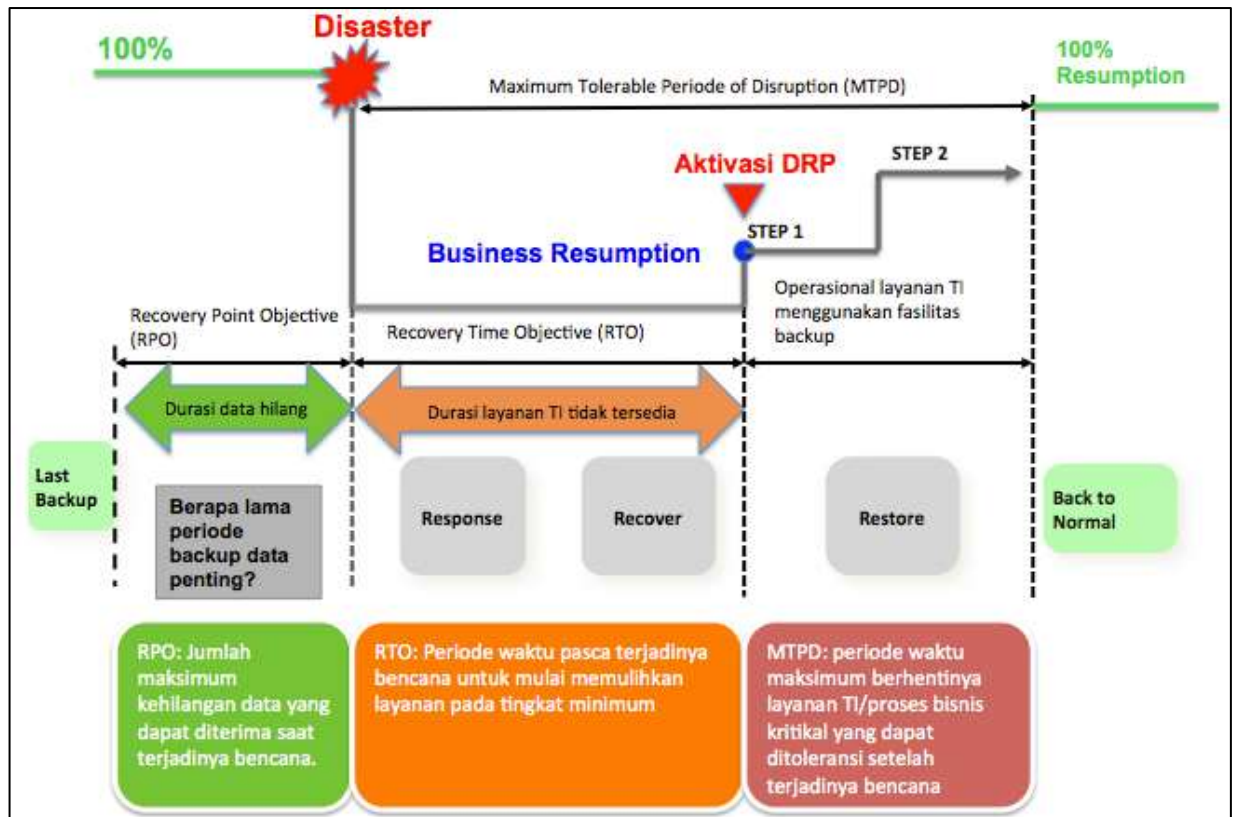 Disaster
100%
100%
Resumption
Maximum Tolerable Periode of Disruption (MTPD)
STEP 2
Aktivasi DRP
STEP 1
Business Resumption
Operasional layanan TI
menggunakan fasilitas
backup
Recovery Point Objective
(RPO)
Recovery Time Objective (RTO)
Durasi data hilang
Durasi layanan TI tidak tersedia
Last
Backup
Berapa lama
periode
backup data
penting?
Response
Recover
Restore
Back to
Normal
RPO: Jumlah
maksimum
kehilangan data yang
dapat diterima saat
terjadinya bencana.
RTO: Periode waktu pasca terjadinya
bencana untuk mulai memulihkan
layanan pada tingkat minimum
MTPD: periode waktu
maksimum berhentinya
layanan TI/proses bisnis
kritikal yang dapat
ditoleransi setelah
terjadinya bencana